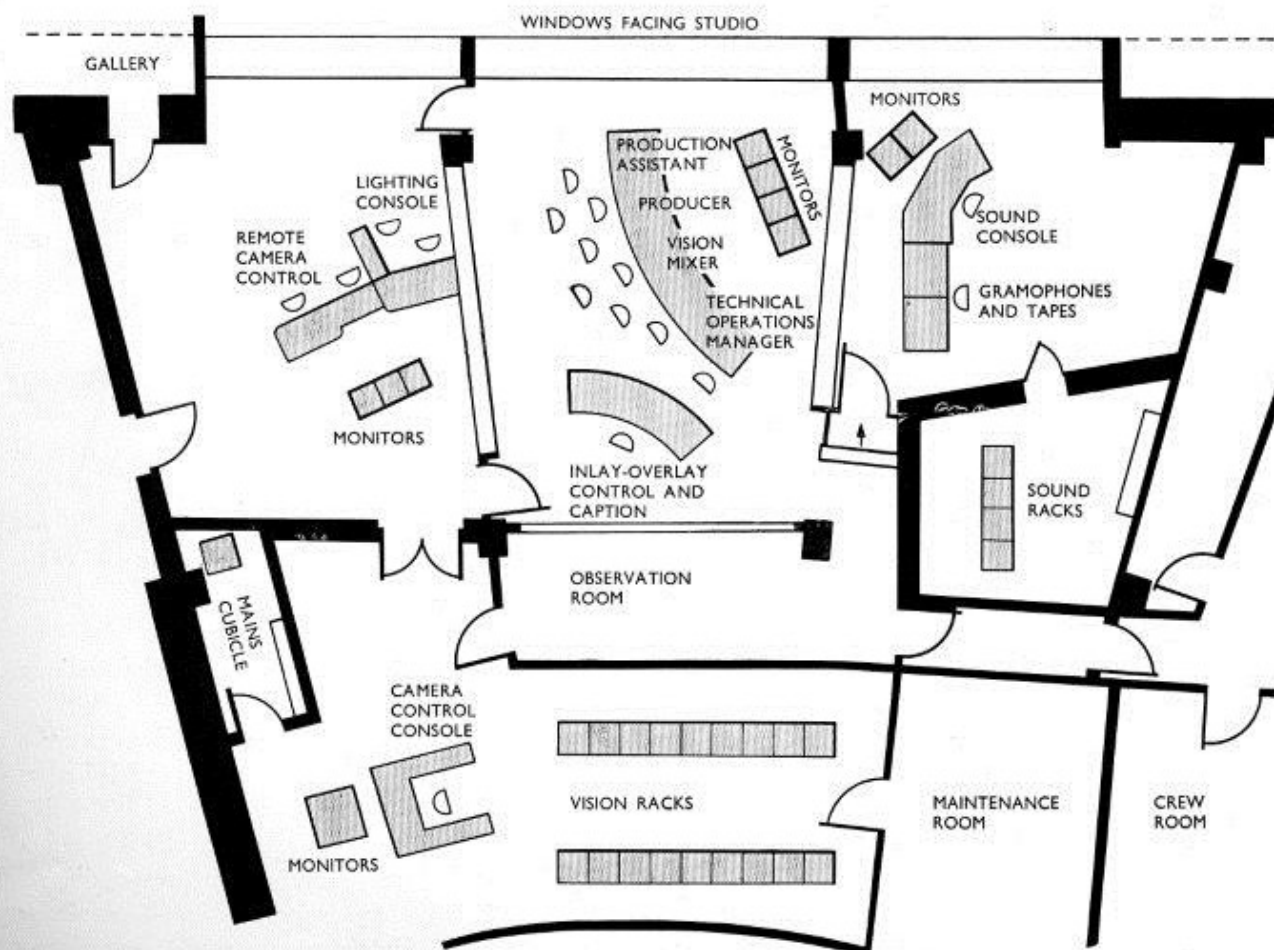 WINDOWS FACING STUDIO
GALLERY
MONITORS
PRODUCTION
ASSISTANT
MONITORS
LIGHTING
CONSOLE
PRODUCER
REMOTE
CAMERA
CONTROL
SOUND
CONSOLE
VISION
MIXER
GRAMOPHONES
AND TAPES
TECHNICAL
OPERATIONS
MANAGER
MONITORS
INLAY-OVERLAY
CONTROL AND
CAPTION
SOUND
RACKS
OBSERVATION
ROOM
MAINS
CUBICLE
CAMERA
CONTROL
CONSOLE
VISION RACKS
MAINTENANCE
ROOM
CREW
ROOM
MONITORS